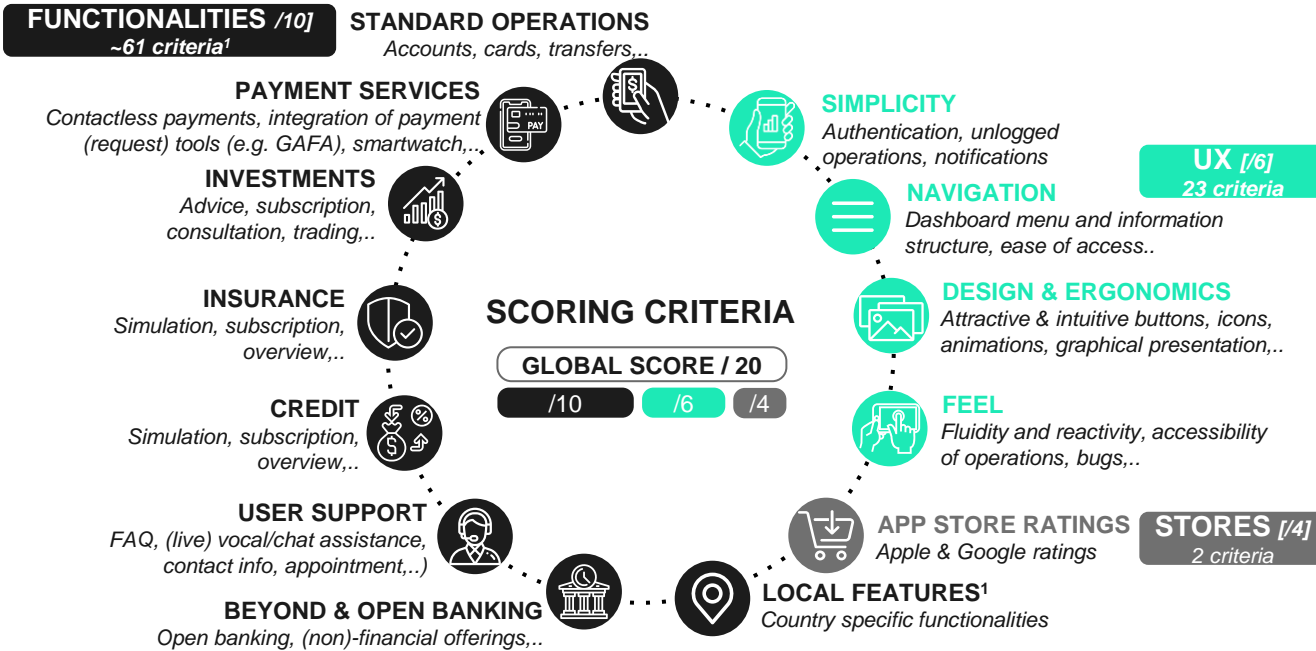 FUNCTIONALITIES /10]
~61 criteria¹
STANDARD OPERATIONS
Accounts, cards, transfers,..
PAYMENT SERVICES
Contactless payments, integration of payment
(request) tools (e.g. GAFA), smartwatch,..
PAY
SIMPLICITY
Authentication, unlogged
operations, notifications
UX [/6]
23 criteria
INVESTMENTS
Advice, subscription,
consultation, trading,..
NAVIGATION
Dashboard menu and information
structure, ease of access..
INSURANCE
Simulation, subscription,
overview,..
SCORING CRITERIA
GLOBAL SCORE / 20
/10 /6 /4
DESIGN & ERGONOMICS
Attractive & intuitive buttons, icons,
animations, graphical presentation,..
CREDIT
Simulation, subscription,
overview,..
FEEL
Fluidity and reactivity, accessibility
of operations, bugs,..
USER SUPPORT
FAQ, (live) vocal/chat assistance,
contact info, appointment,..)
APP STORE RATINGS
Apple & Google ratings
STORES [/4]
2 criteria
BEYOND & OPEN BANKING
Open banking, (non)-financial offerings,..
LOCAL FEATURES¹
Country specific functionalities